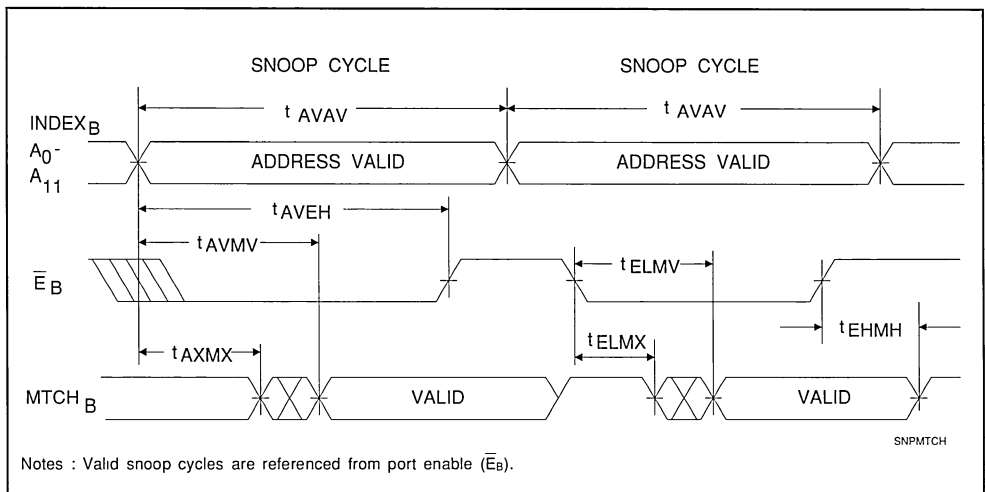 SNOOP CYCLE SNOOP CYCLE
t AVAV t AVAV
INDEX B
A0-
A11
ADDRESS VALID ADDRESS VALID
t AVEH
t AVMV
E̅ B
t ELMV
t EHMH
t AXMX
t ELMX
MTCH B
VALID VALID
SNPMTCH
Notes : Valid snoop cycles are referenced from port enable (E̅B).